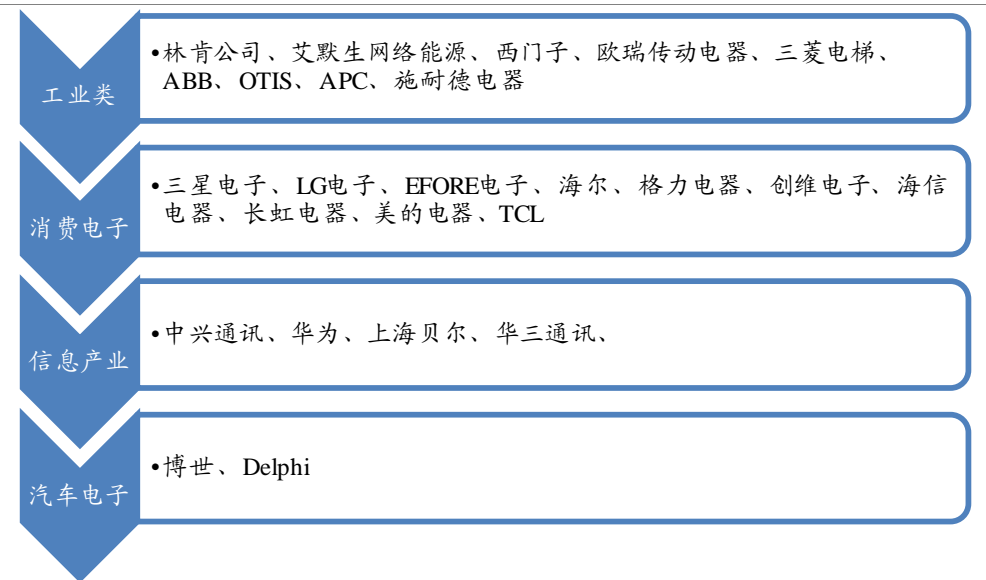 工业类
•林肯公司、艾默生网络能源、西门子、欧瑞传动电器、三菱电梯、
ABB、OTIS、APC、施耐德电器
消费电子
•三星电子、LG电子、EFORE电子、海尔、格力电器、创维电子、海信
电器、长虹电器、美的电器、TCL
信息产业
•中兴通讯、华为、上海贝尔、华三通讯、
汽车电子
•博世、Delphi